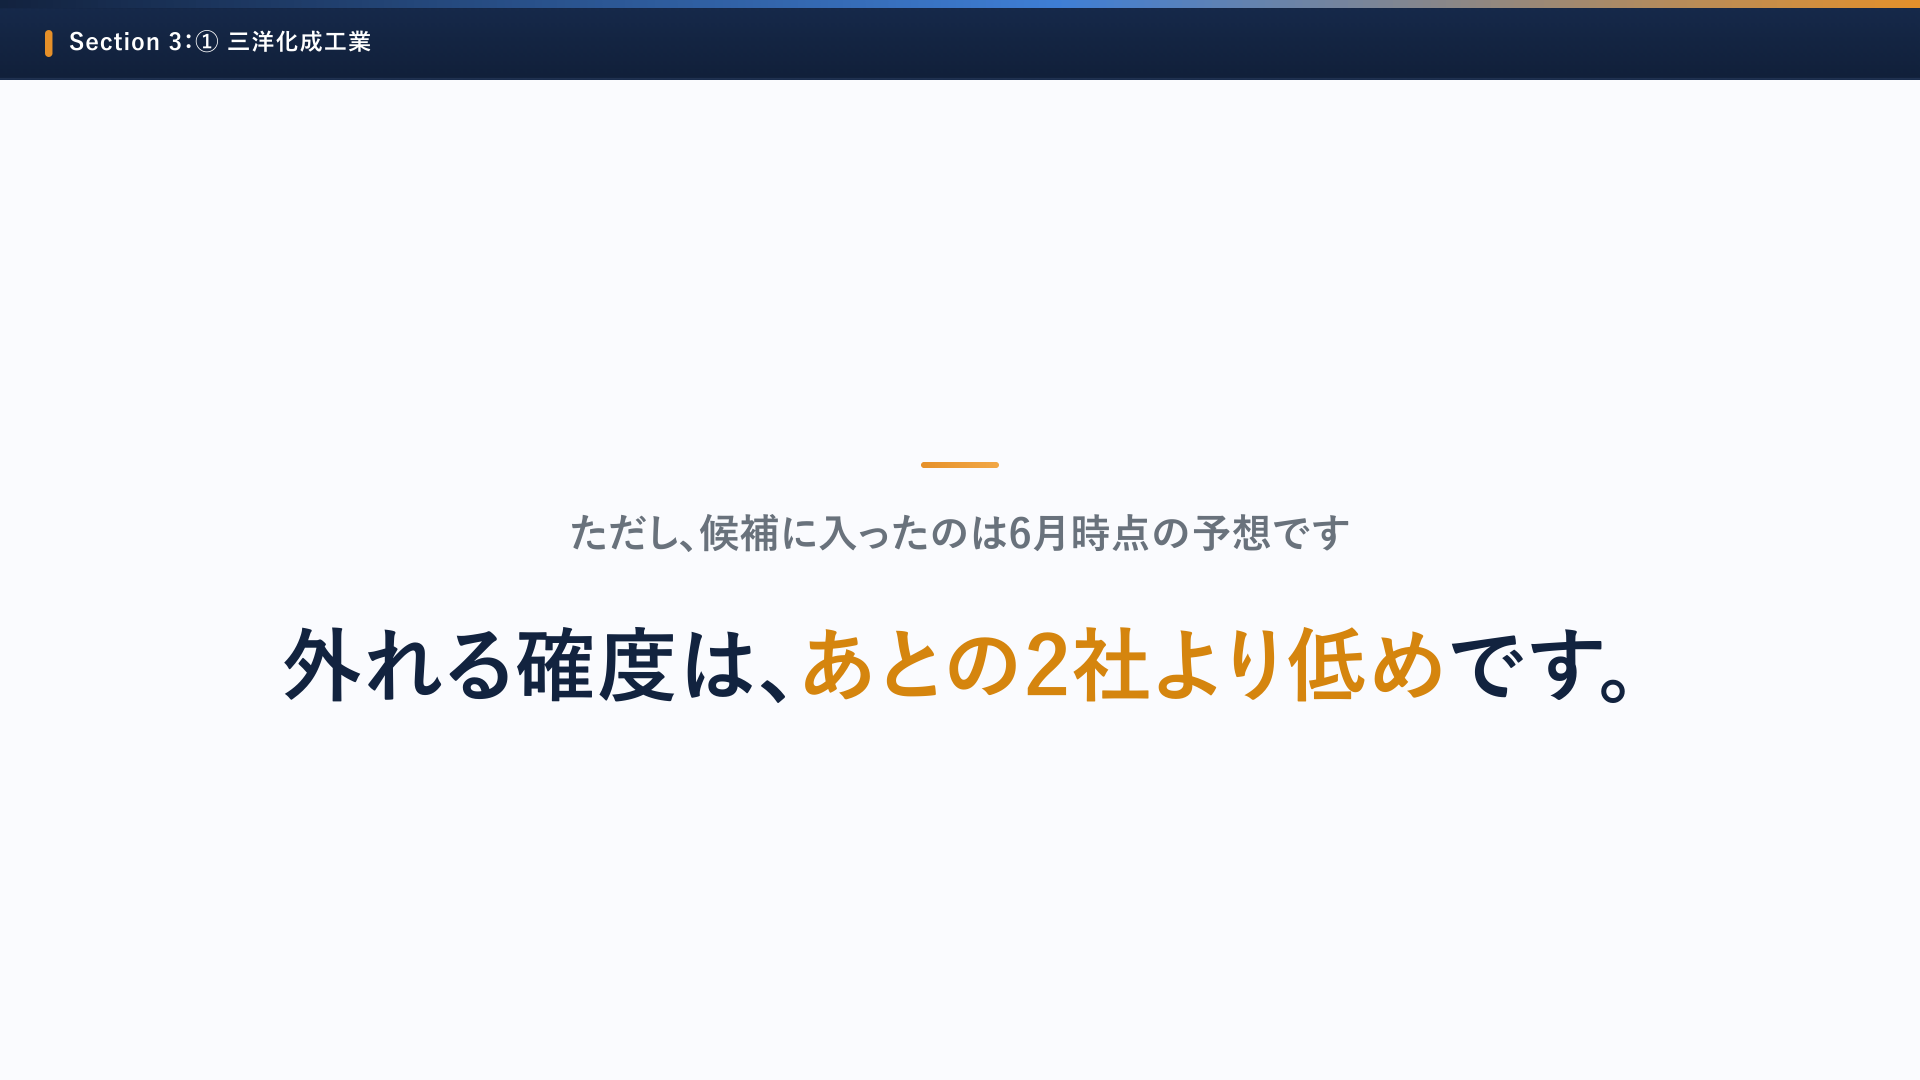 Section 3：① 三洋化成工業
ただし、候補に入ったのは6月時点の予想です
外れる確度は、あとの2社より低めです。